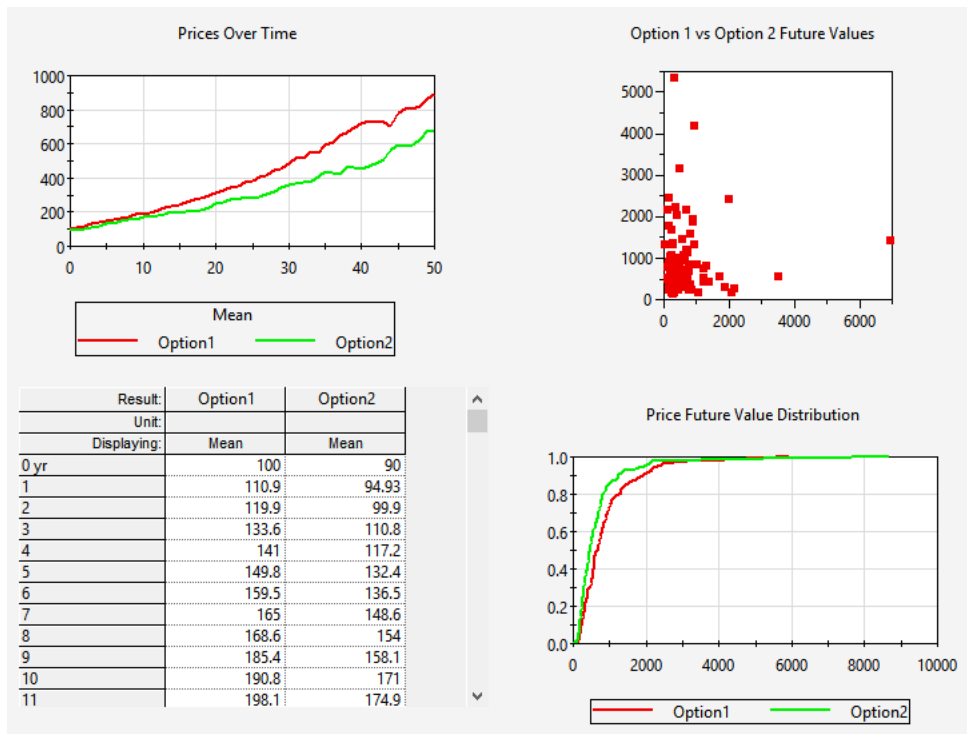 Prices Over Time
1000
800
600
400
200
0
0 10 20 30 40 50
Mean
Option1 Option2
Option 1 vs Option 2 Future Values
5000
4000
3000
2000
1000
0
0 2000 4000 6000
Result: Option1 Option2
Unit:
Displaying: Mean Mean
0 yr 100 90
1 110.9 94.93
2 119.9 99.9
3 133.6 110.8
4 141 117.2
5 149.8 132.4
6 159.5 136.5
7 165 148.6
8 168.6 154
9 185.4 158.1
10 190.8 171
11 198.1 174.9
Price Future Value Distribution
1.0
0.8
0.6
0.4
0.2
0.0
0 2000 4000 6000 8000 10000
Option1 Option2